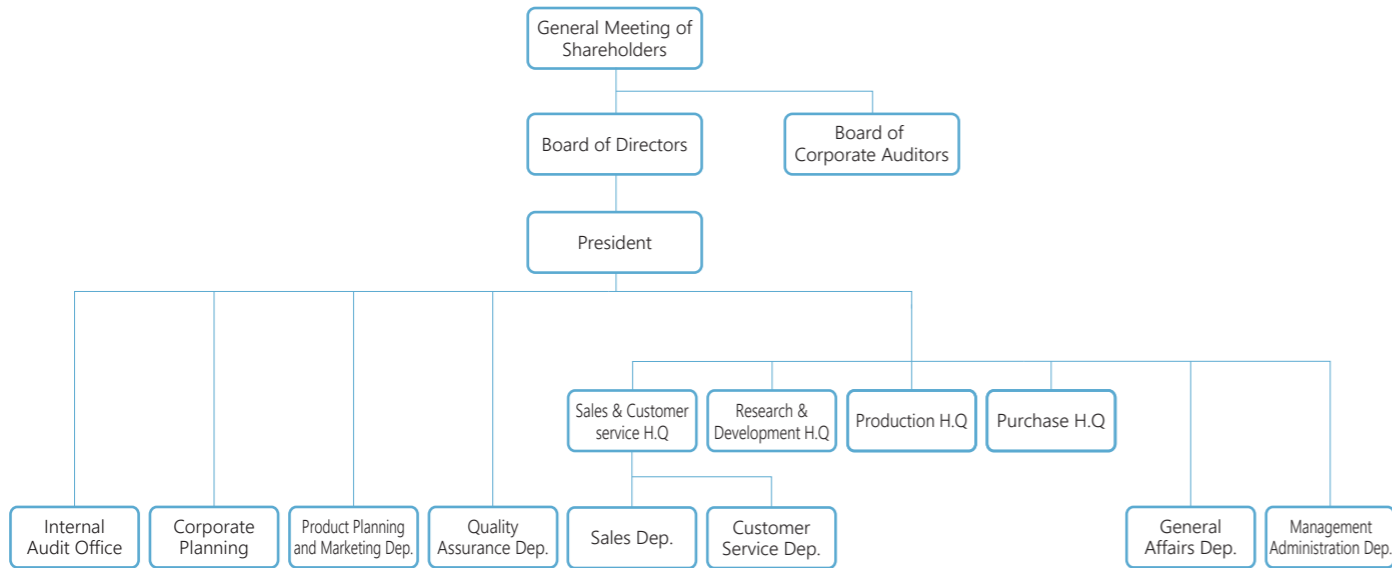 General Meeting of
Shareholders
Board of Directors
Board of
Corporate Auditors
President
Sales & Customer
service H.Q
Research &
Development H.Q
Production H.Q
Purchase H.Q
Internal
Audit Office
Corporate
Planning
Product Planning
and Marketing Dep.
Quality
Assurance Dep.
Sales Dep.
Customer
Service Dep.
General
Affairs Dep.
Management
Administration Dep.